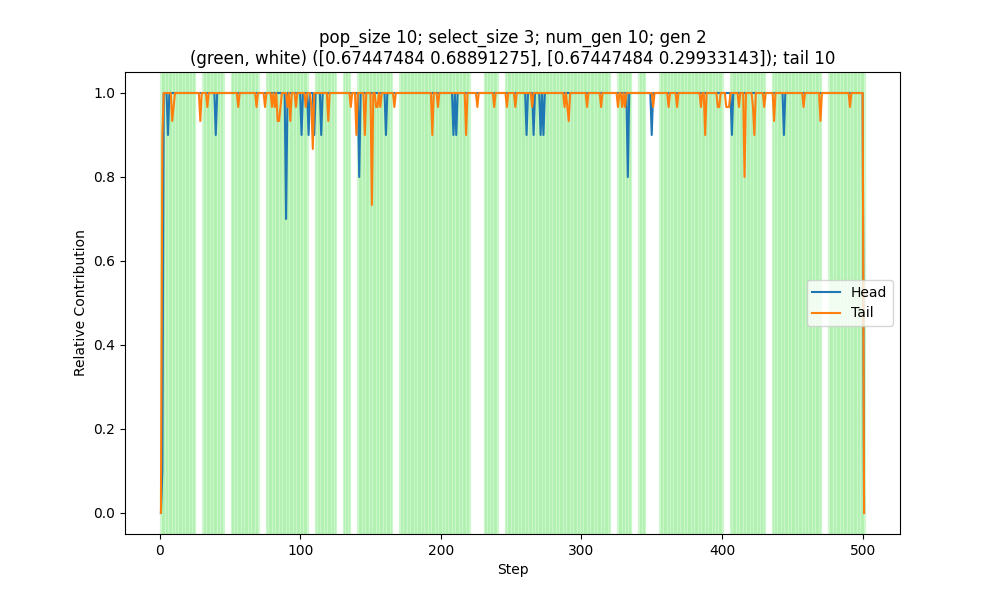 pop_size 10; select_size 3; num_gen 10; gen 2
(green, white) ([0.67447484 0.68891275], [0.67447484 0.29933143]); tail 10
1.0
0.8
0.6
0.4
0.2
0.0
Relative Contribution
Head
Tail
0
100
200
300
400
500
Step